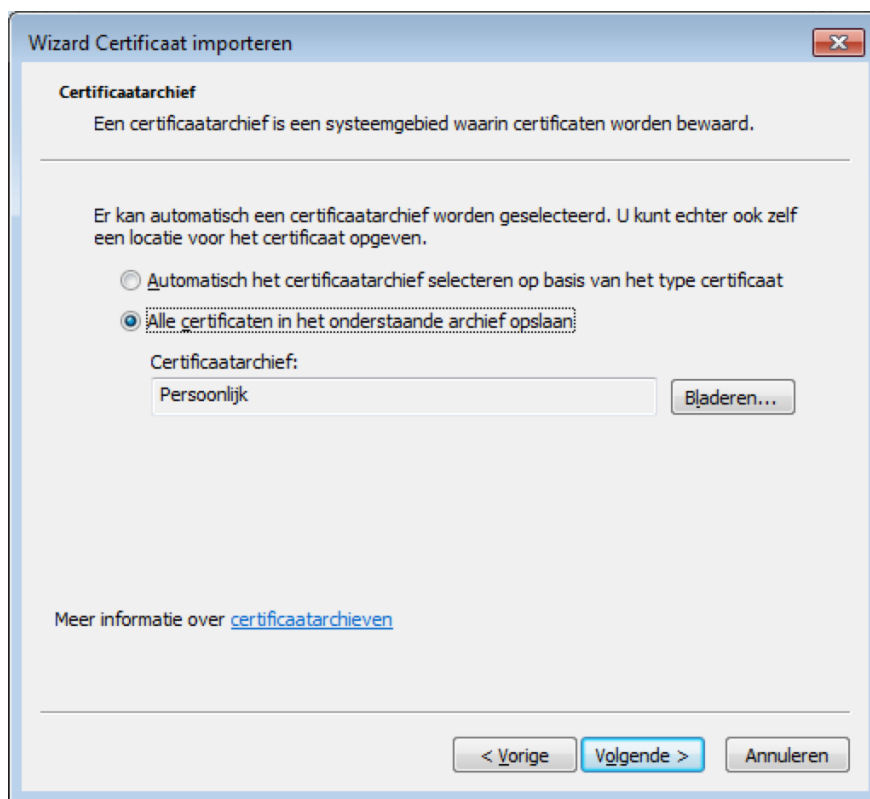 Wizard Certificaat importeren
Certificaatarchief
Een certificaatarchief is een systeemgebied waarin certificaten worden bewaard.
Er kan automatisch een certificaatarchief worden geselecteerd. U kunt echter ook zelf
een locatie voor het certificaat opgeven.
Automatisch het certificaatarchief selecteren op basis van het type certificaat
Alle certificaten in het onderstaande archief opslaan
Certificaatarchief:
Persoonlijk
Bladeren...
Meer informatie over certificaatarchieven
< Vorige
Volgende >
Annuleren